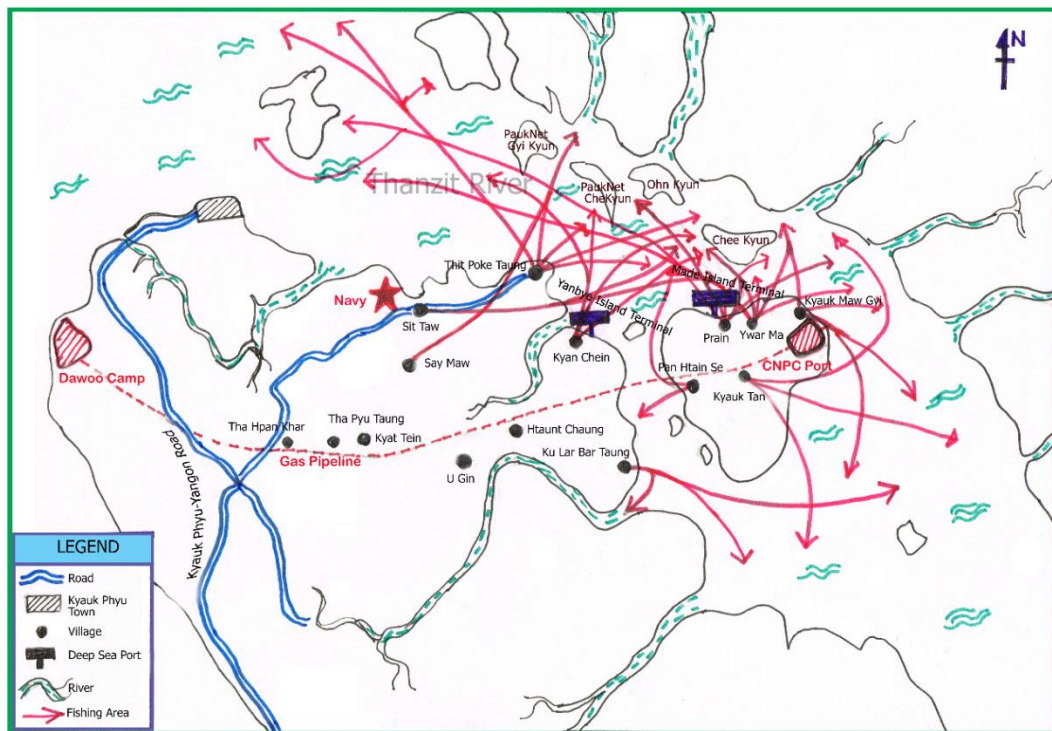 N
PaukNet
Gyi Kyun
Thanzit River
PaukNet
CheKyun
Ohn Kyun
Chee Kyun
Thit Poke Taung
Made Island Terminal
Navy
Yanbye Island Terminal
Kyauk Maw Gyi
Sit Taw
Prain
Ywar Ma
Kyan Chein
Dawoo Camp
Say Maw
Pan Htain Se
CNPC Port
Kyauk Tan
Tha Pyu Taung
Tha Hpan Khar
Kyat Tein
Htaunt Chaung
Gas Pipeline
Ku Lar Bar Taung
U Gin
Kyauk Phyu-Yangon Road
LEGEND
Road
Kyauk Phyu
Town
Village
Deep Sea Port
River
Fishing Area